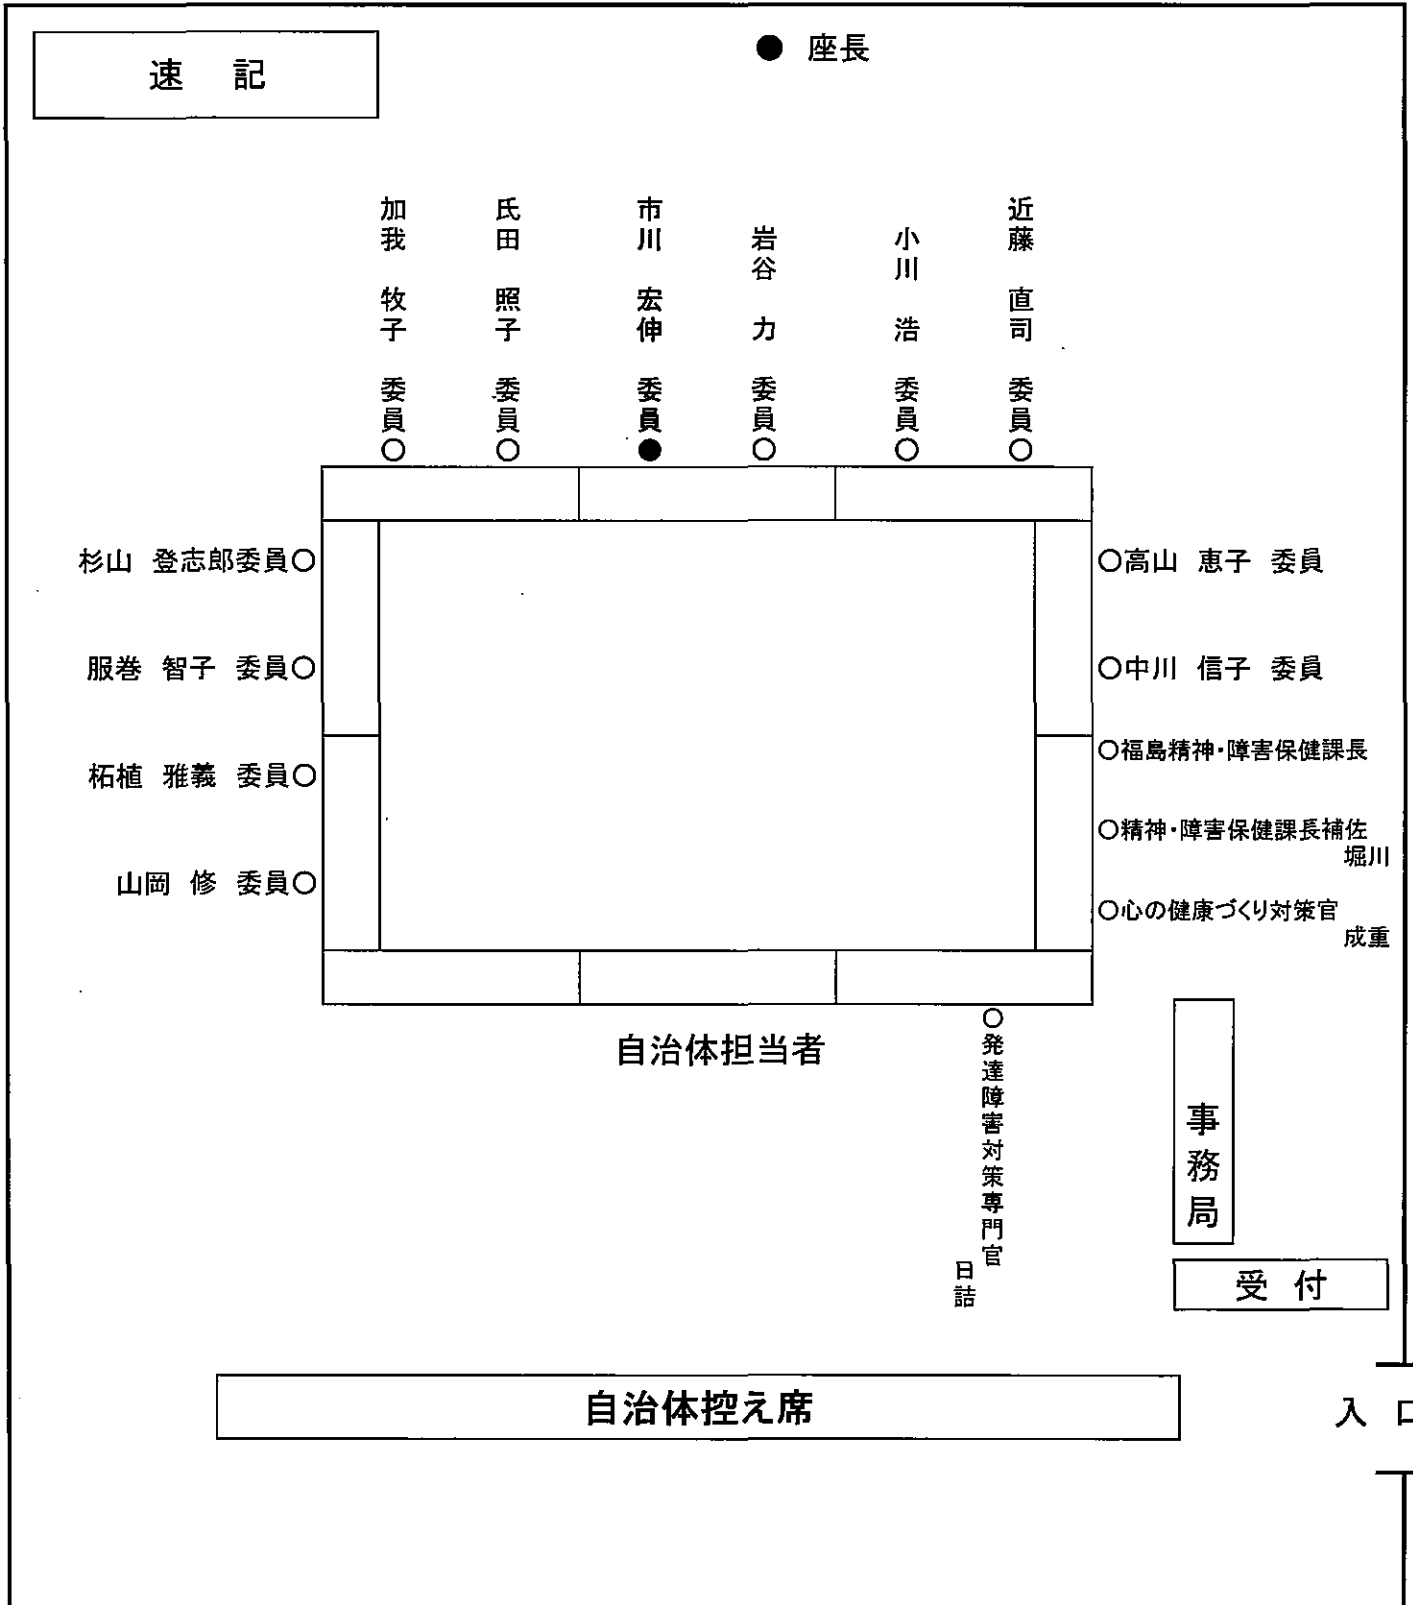 速 記
● 座長
加我 牧子 委員○
氏田 照子 委員○
市川 宏伸 委員●
岩谷 力 委員○
小川 浩 委員○
近藤 直司 委員○
杉山 登志郎委員○
服巻 智子 委員○
柘植 雅義 委員○
山岡 修 委員○
○高山 恵子 委員
○中川 信子 委員
○福島精神・障害保健課長
○精神・障害保健課長補佐
堀川
○心の健康づくり対策官
成重
自治体担当者
○発達障害対策専門官
日詰
事務局
受 付
自治体控え席
入 口